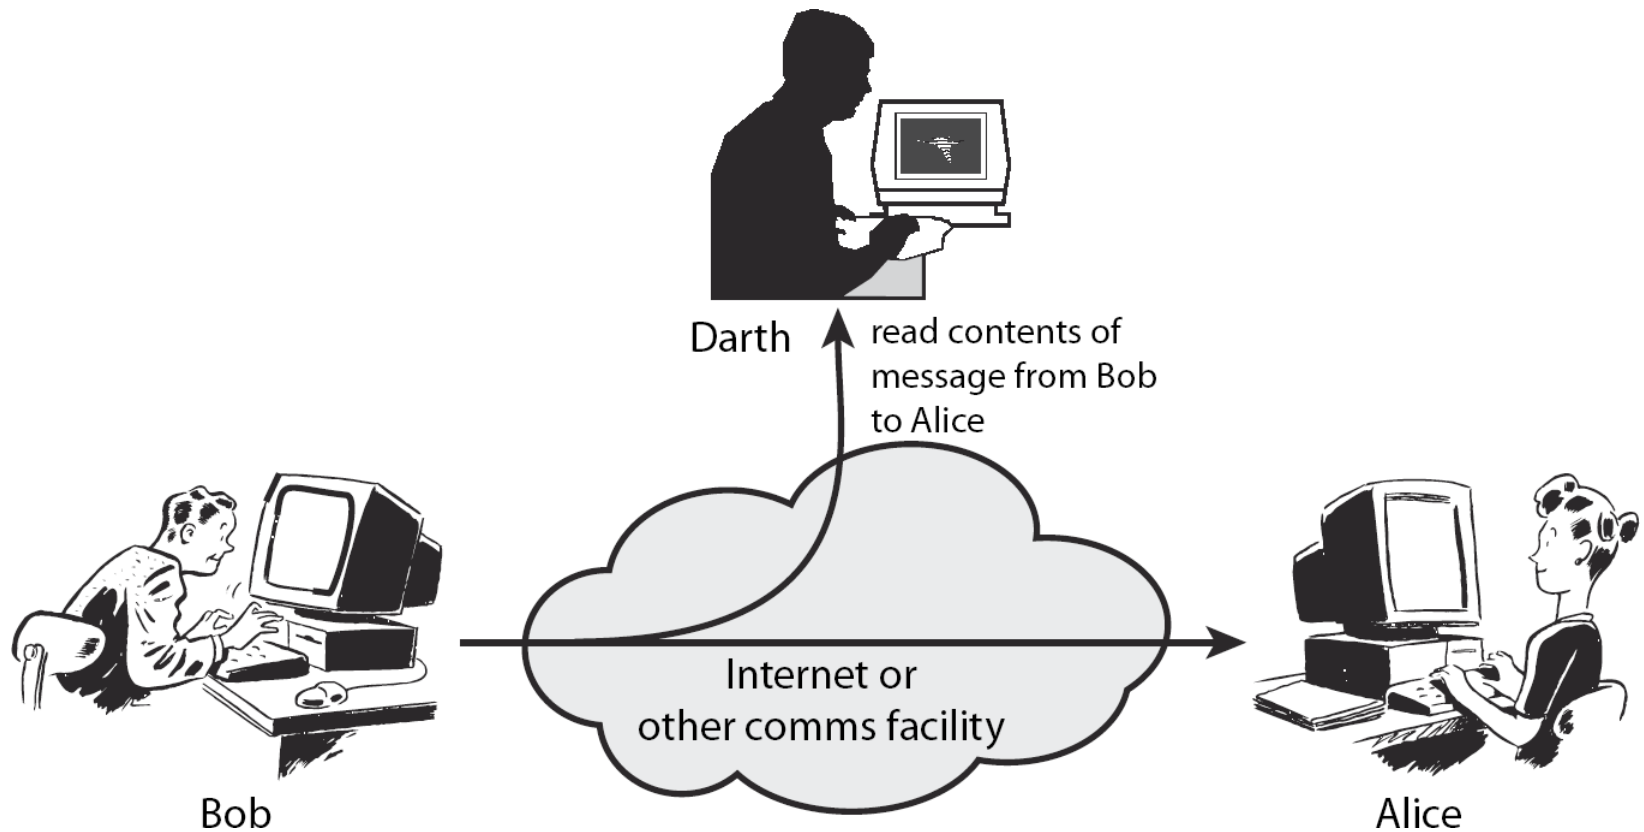 Darth
read contents of
message from Bob
to Alice
Internet or
other comms facility
Bob
Alice